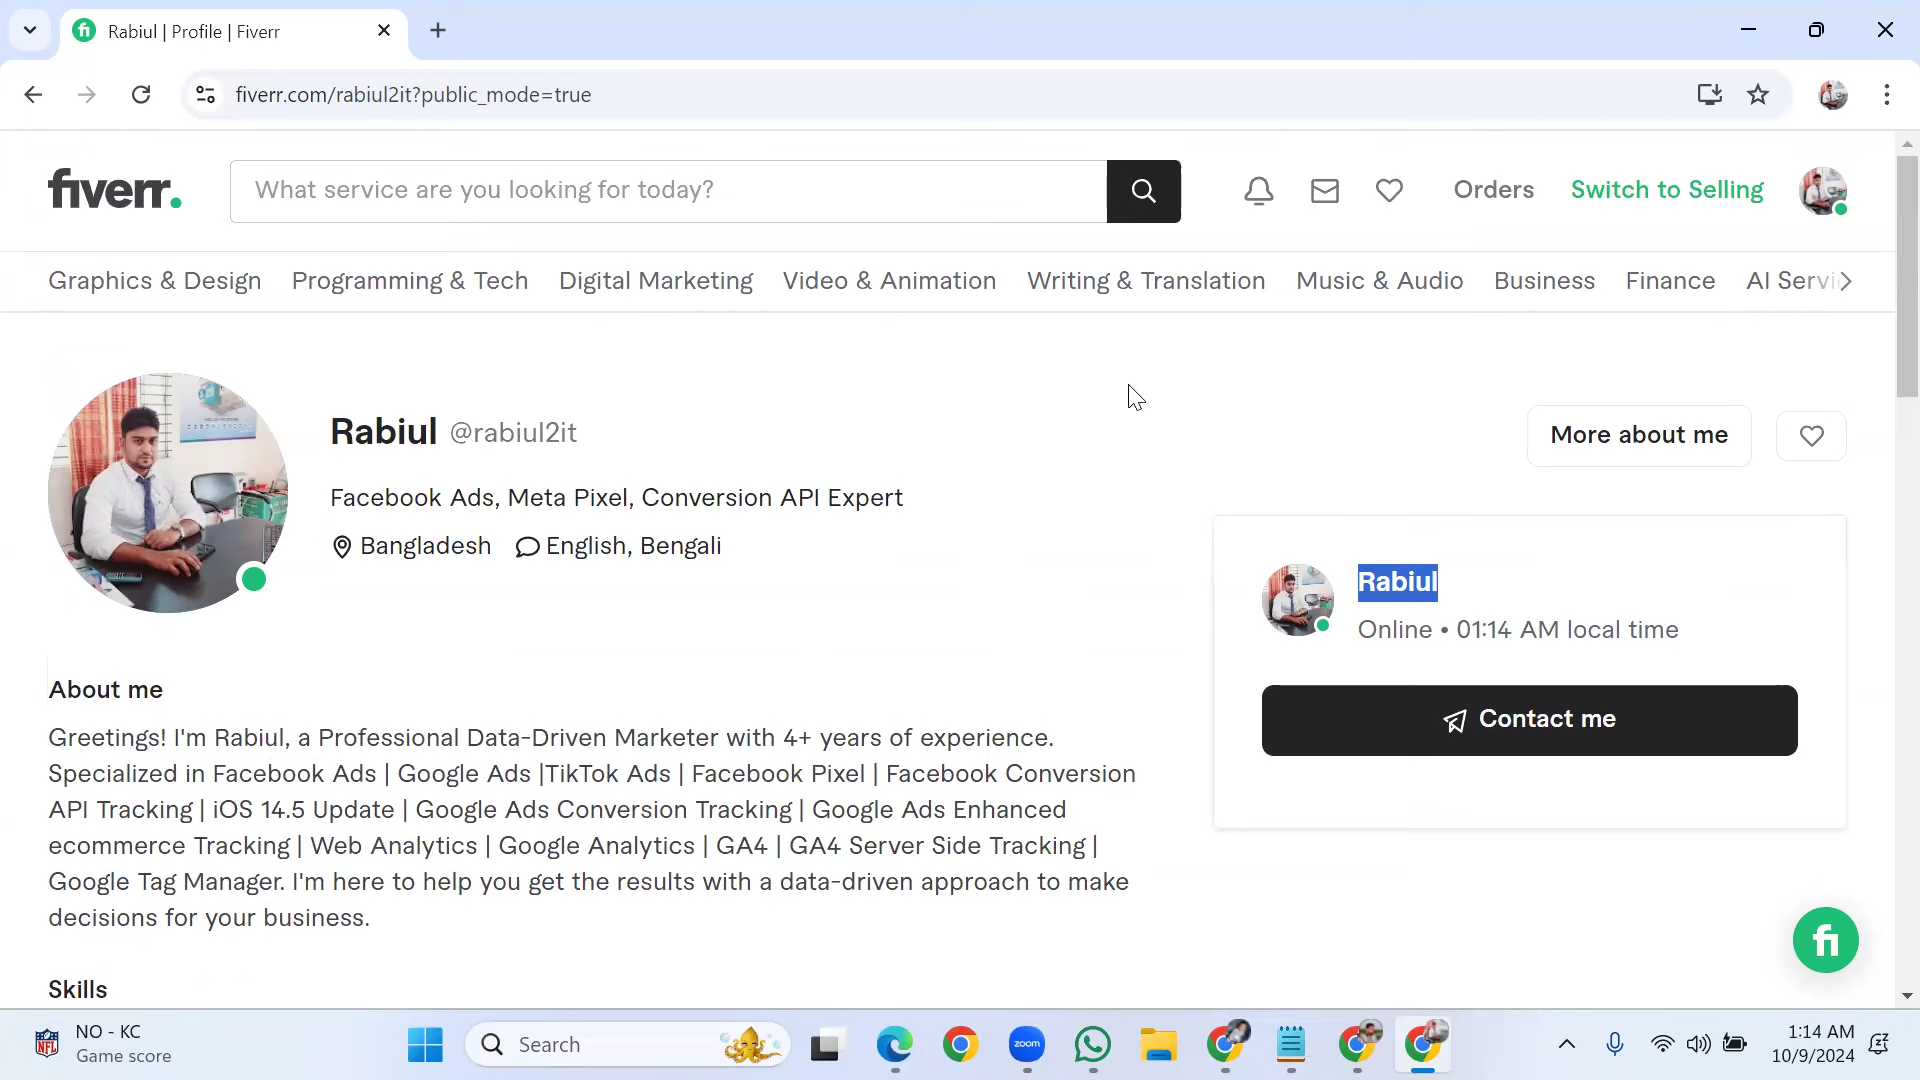 Rabiul | Profile | Fiverr
fiverr.com/rabiul2it?public_mode=true
fiverr.
What service are you looking for today?
Orders
Switch to Selling
Graphics & Design Programming & Tech Digital Marketing Video & Animation Writing & Translation Music & Audio Business Finance AI Servic
Rabiul @rabiul2it
More about me
Facebook Ads, Meta Pixel, Conversion API Expert
Bangladesh English, Bengali
Rabiul
Online • 01:14 AM local time
Contact me
About me
Greetings! I'm Rabiul, a Professional Data-Driven Marketer with 4+ years of experience.
Specialized in Facebook Ads | Google Ads |TikTok Ads | Facebook Pixel | Facebook Conversion
API Tracking | iOS 14.5 Update | Google Ads Conversion Tracking | Google Ads Enhanced
ecommerce Tracking | Web Analytics | Google Analytics | GA4 | GA4 Server Side Tracking |
Google Tag Manager. I'm here to help you get the results with a data-driven approach to make
decisions for your business.
Skills
fi
NFL
NO - KC
Game score
Search
zoom
1:14 AM
10/9/2024